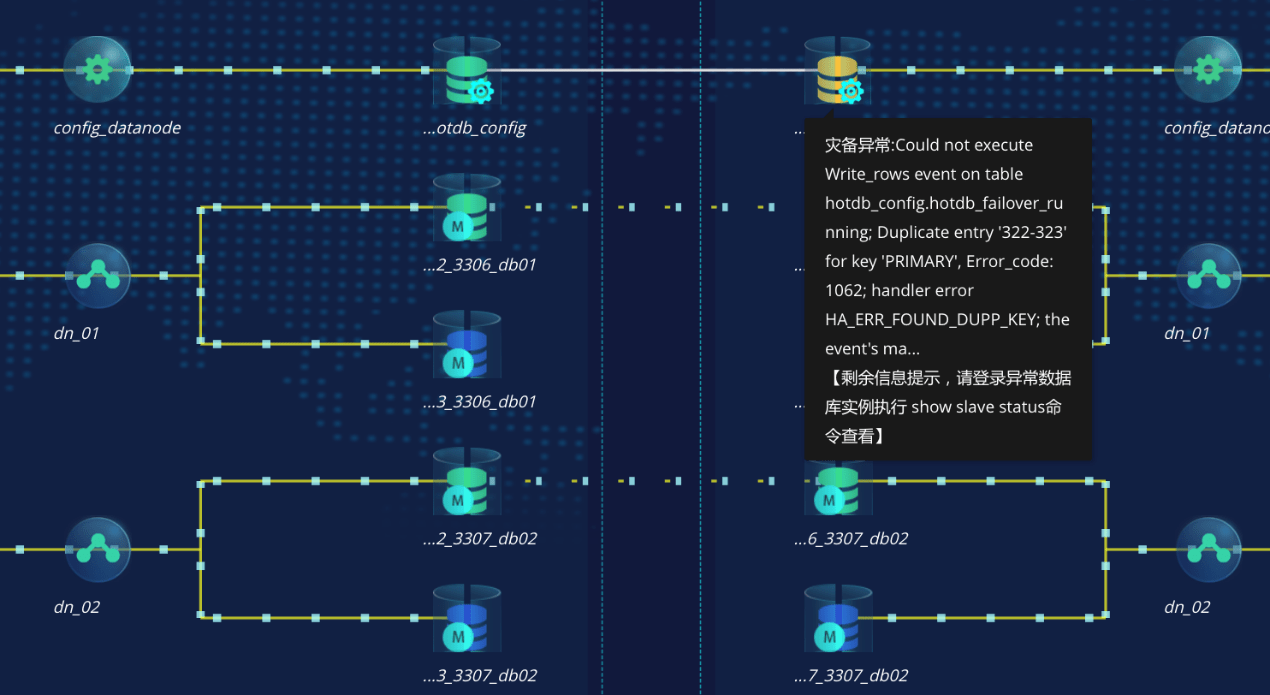 config_datanode
...otdb_config
...
config_datano
灾备异常:Could not execute
Write_rows event on table
hotdb_config.hotdb_failover_ru
nning; Duplicate entry '322-323'
for key 'PRIMARY', Error_code:
1062; handler error
HA_ERR_FOUND_DUPP_KEY; the
event's ma...
【剩余信息提示，请登录异常数据
库实例执行 show slave status命
令查看】
M
...2_3306_db01
...
dn_01
dn_01
M
...3_3306_db01
...
M
M
...2_3307_db02
...6_3307_db02
dn_02
dn_02
M
M
...3_3307_db02
...7_3307_db02